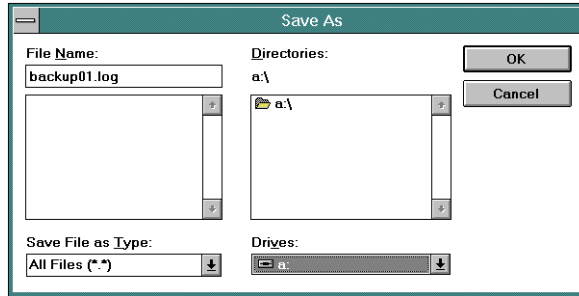 Save As
File Name:
backup01.log
Directories:
a:\
a:\
OK
Cancel
Save File as Type:
All Files (*.*)
Drives:
a: